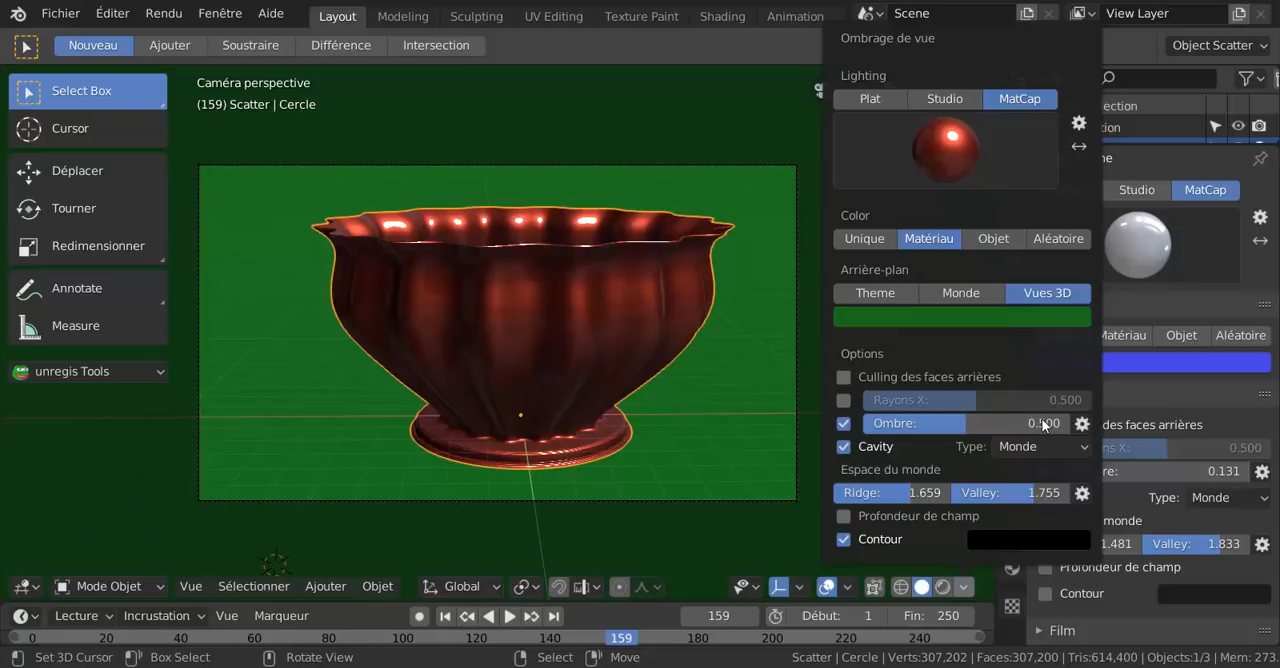 Fichier Éditer Rendu Fenêtre Aide Layout Modeling Sculpting UV Editing Texture Paint Shading Animation Scene View Layer
Nouveau Ajouter Soustraire Différence Intersection Object Scatter
Ombrage de vue
Select Box
Cursor
Déplacer
Tourner
Redimensionner
Annotate
Measure
unregis Tools
Caméra perspective
(159) Scatter | Cercle
Lighting
Plat Studio MatCap
Color
Unique Matériau Objet Aléatoire
Arrière-plan
Theme Monde Vues 3D
Options
Culling des faces arrières
Rayons X: 0.500
Ombre: 0.500
Cavity Type: Monde
Espace du monde
Ridge: 1.659 Valley: 1.755
Profondeur de champ
Contour
ection
tion
ne
Studio MatCap
Matériau Objet Aléatoire
des faces arrières
ns X: 0.500
re: 0.131
Type: Monde
monde
1.481 Valley: 1.833
Profondeur de champ
Contour
Film
Mode Objet Vue Sélectionner Ajouter Objet Global
Lecture Incrustation Vue Marqueur 159 Début: 1 Fin: 250
0 20 40 60 80 100 120 140 159 180 200 220 240
Set 3D Cursor Box Select Rotate View Select Move Scatter | Cercle | Verts:307,202 | Faces:307,200 | Tris:614,400 | Objects:1/3 | Mem: 273.